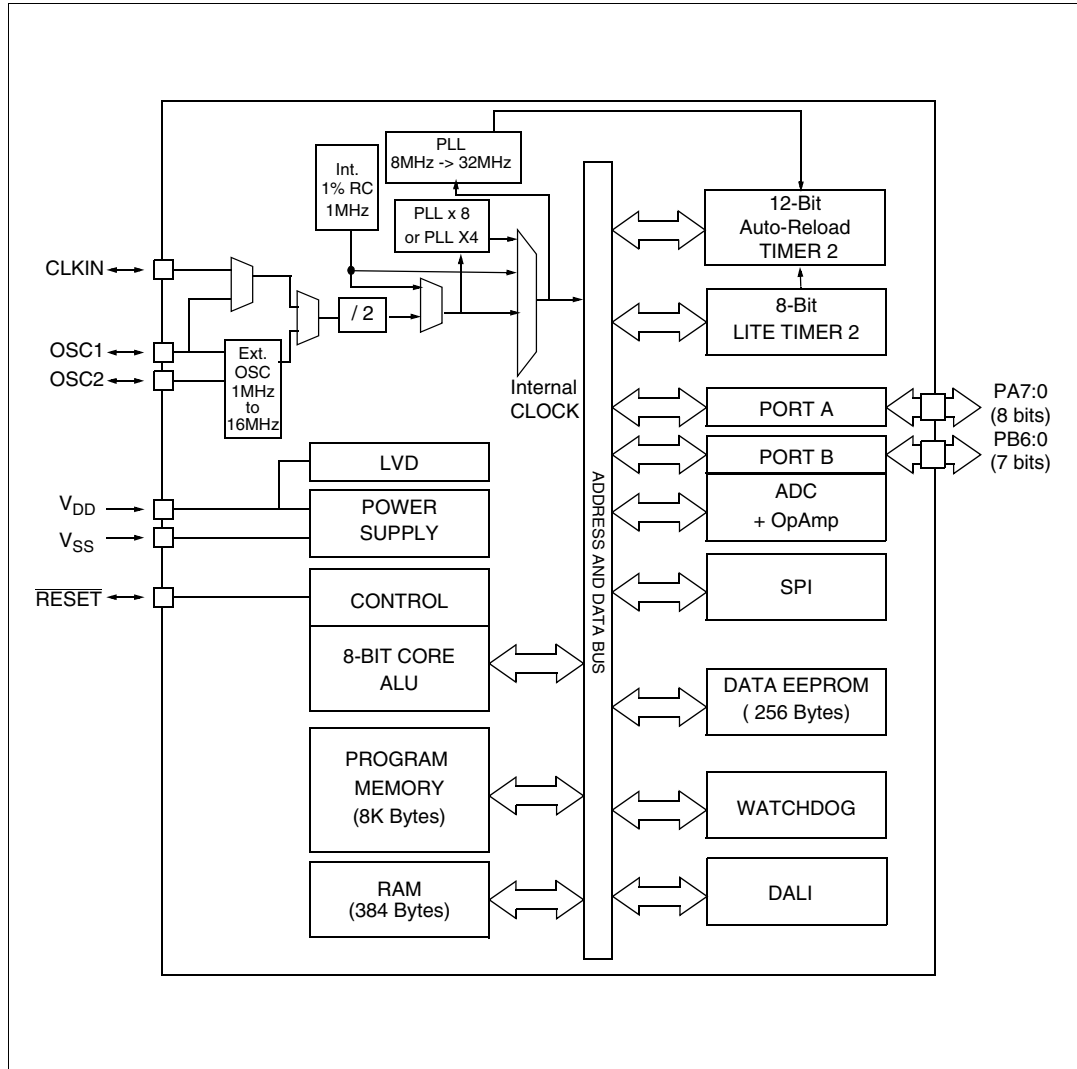 PLL
8MHz -> 32MHz
Int.
1% RC
1MHz
PLL x 8
or PLL X4
12-Bit
Auto-Reload
TIMER 2
CLKIN
/ 2
8-Bit
LITE TIMER 2
OSC1
OSC2
Ext.
OSC
1MHz
to
16MHz
Internal
CLOCK
PORT A
PA7:0
(8 bits)
PORT B
PB6:0
(7 bits)
LVD
ADC
+ OpAmp
VDD
VSS
POWER
SUPPLY
ADDRESS AND DATA BUS
RESET
CONTROL
SPI
8-BIT CORE
ALU
DATA EEPROM
( 256 Bytes)
PROGRAM
MEMORY
(8K Bytes)
WATCHDOG
RAM
(384 Bytes)
DALI